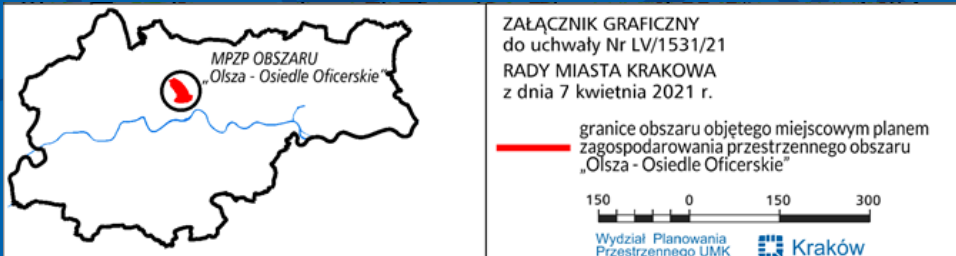 MPZP OBSZARU
„Olsza - Osiedle Oficerskie"
ZAŁĄCZNIK GRAFICZNY
do uchwały Nr LV/1531/21
RADY MIASTA KRAKOWA
z dnia 7 kwietnia 2021 r.
granice obszaru objętego miejscowym planem
zagospodarowania przestrzennego obszaru
„Olsza - Osiedle Oficerskie"
150 0 150 300
Wydział Planowania
Przestrzennego UMK
Kraków